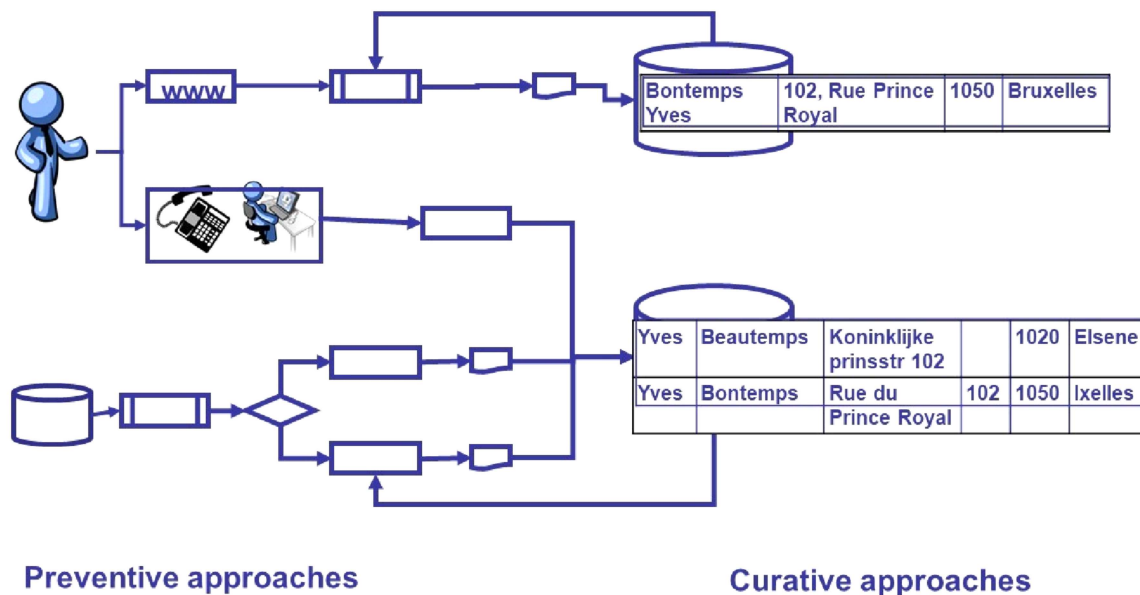 www
Bontemps Yves 102, Rue Prince Royal 1050 Bruxelles
Yves Beautemps Koninklijke prinsstr 102 1020 Elsene
Yves Bontemps Rue du Prince Royal 102 1050 Ixelles
Preventive approaches
Curative approaches